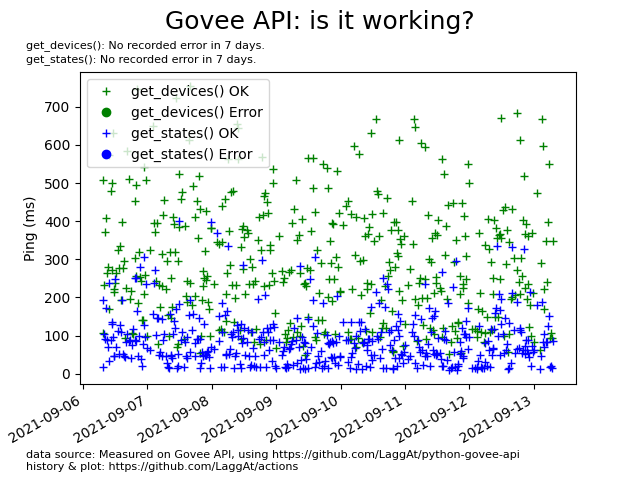 Govee API: is it working?
get_devices(): No recorded error in 7 days.
get_states(): No recorded error in 7 days.
get_devices() OK
get_devices() Error
get_states() OK
get_states() Error
Ping (ms)
700
600
500
400
300
200
100
0
2021-09-06
2021-09-07
2021-09-08
2021-09-09
2021-09-10
2021-09-11
2021-09-12
2021-09-13
data source: Measured on Govee API, using https://github.com/LaggAt/python-govee-api
history & plot: https://github.com/LaggAt/actions